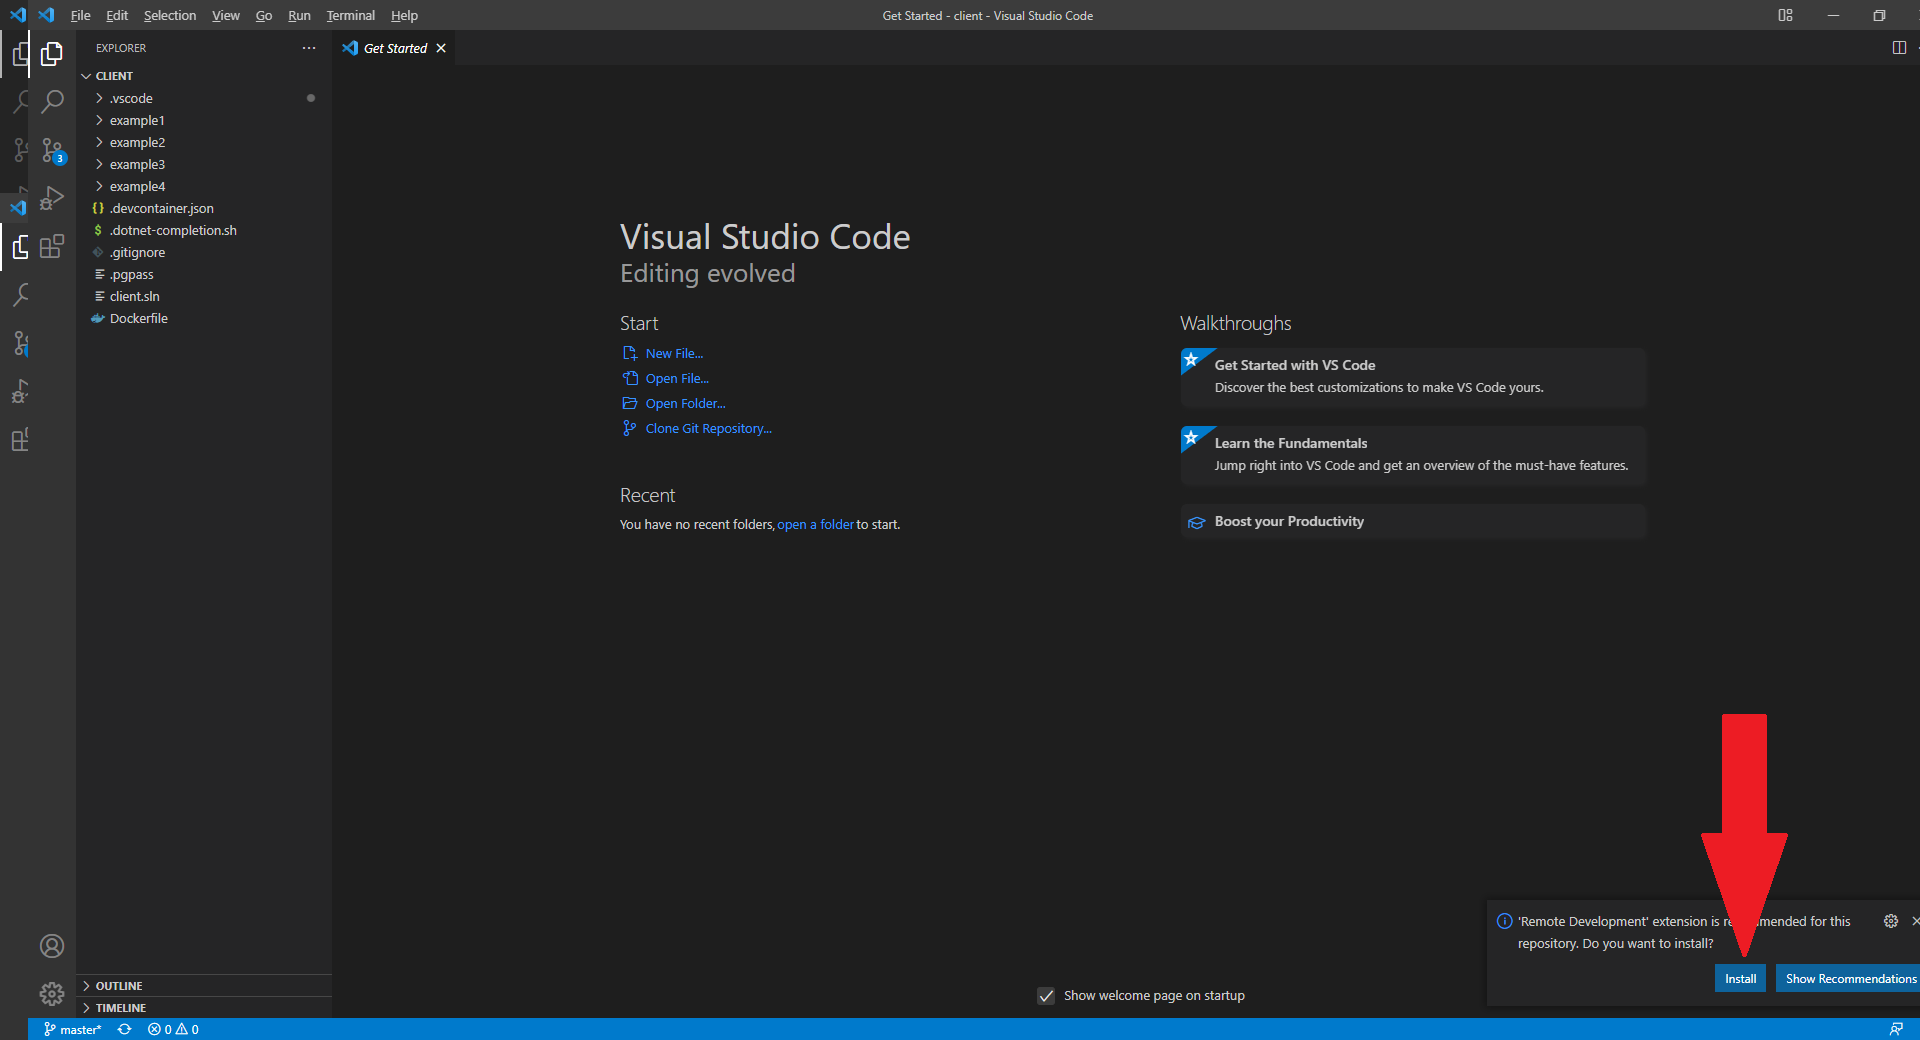 File Edit Selection View Go Run Terminal Help
Get Started - client - Visual Studio Code
EXPLORER
Get Started
CLIENT
.vscode
example1
example2
3
example3
example4
{} .devcontainer.json
$ .dotnet-completion.sh
.gitignore
.pgpass
client.sln
Dockerfile
Visual Studio Code
Editing evolved
Start
New File...
Open File...
Open Folder...
Clone Git Repository...
Recent
You have no recent folders, open a folder to start.
Walkthroughs
Get Started with VS Code
Discover the best customizations to make VS Code yours.
Learn the Fundamentals
Jump right into VS Code and get an overview of the must-have features.
Boost your Productivity
'Remote Development' extension is for this
repository. Do you want to install?
Install
Show Recommendations
Show welcome page on startup
OUTLINE
TIMELINE
master*
0
0